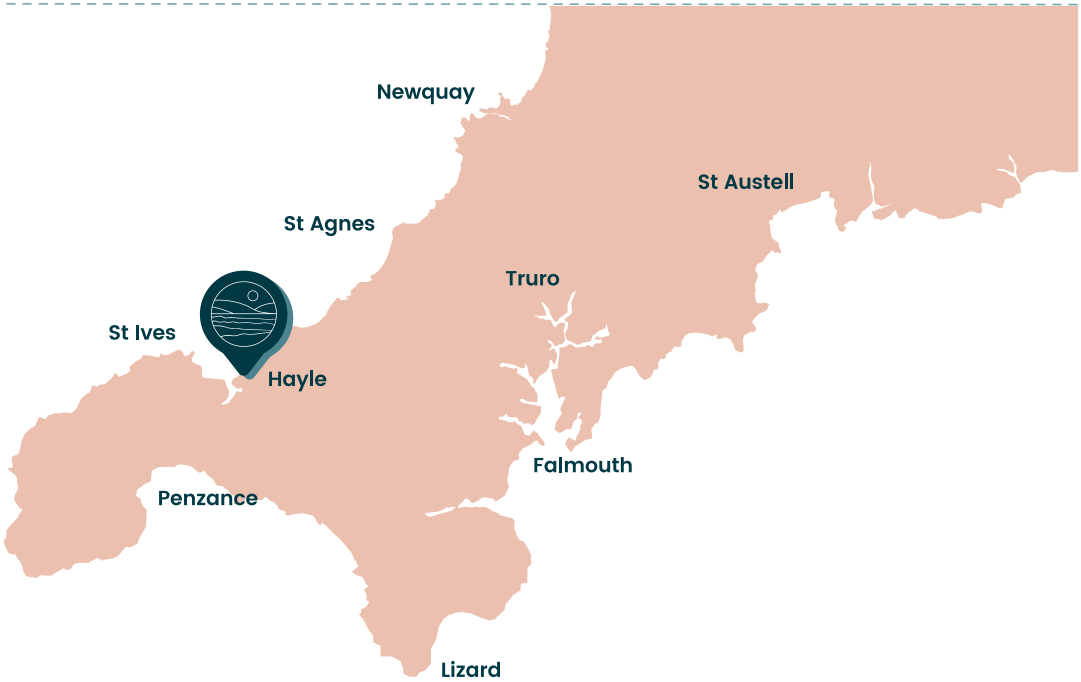 Newquay
St Austell
St Agnes
Truro
St Ives
Hayle
Falmouth
Penzance
Lizard